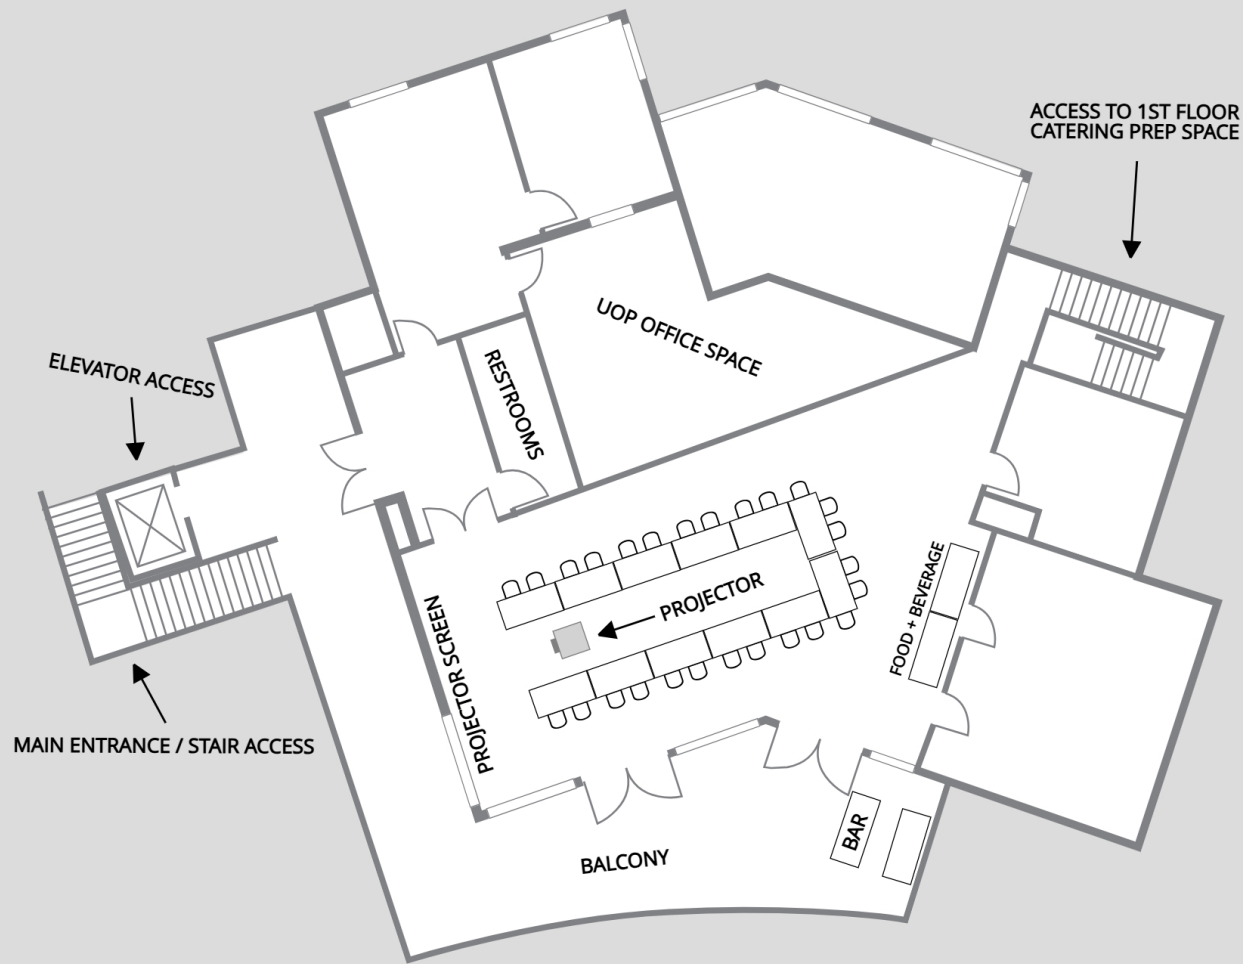 ACCESS TO 1ST FLOOR
CATERING PREP SPACE
UOP OFFICE SPACE
ELEVATOR ACCESS
RESTROOMS
PROJECTOR
FOOD + BEVERAGE
PROJECTOR SCREEN
MAIN ENTRANCE / STAIR ACCESS
BAR
BALCONY